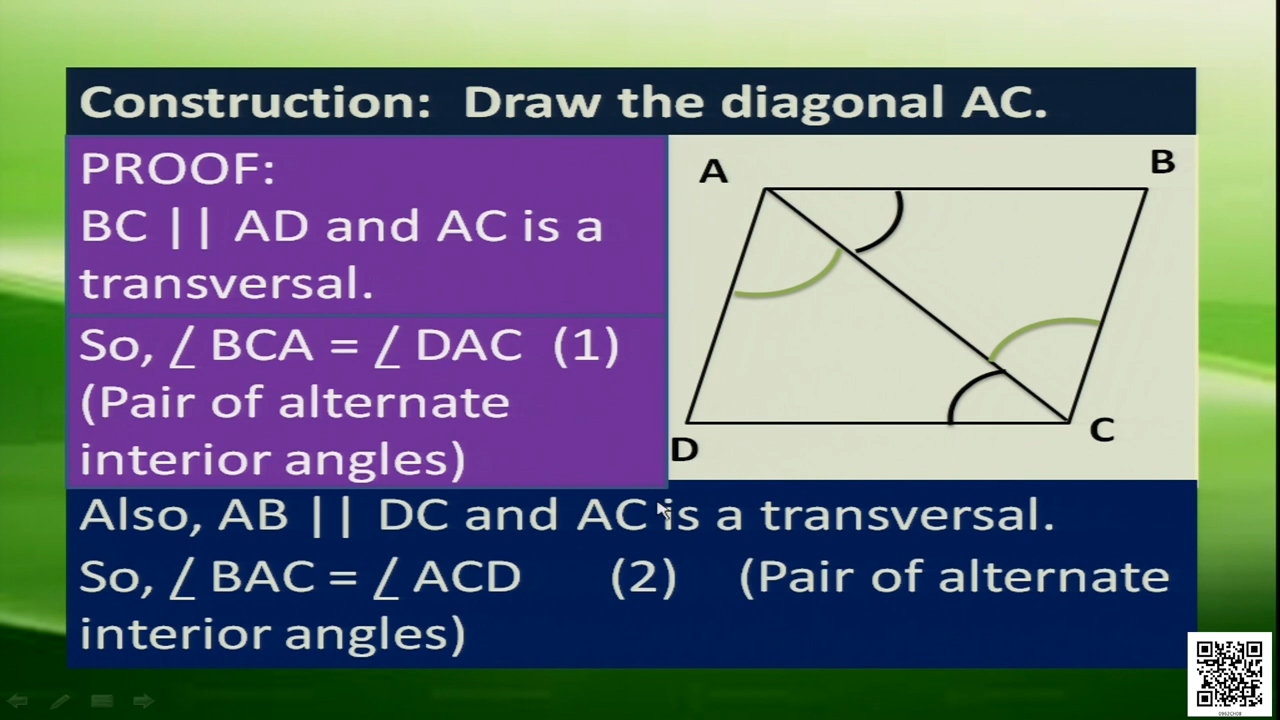 Construction: Draw the diagonal AC.
PROOF:
BC || AD and AC is a
transversal.
So, ∠ BCA = ∠ DAC (1)
(Pair of alternate
interior angles)
A
B
D
C
Also, AB || DC and AC is a transversal.
So, ∠ BAC = ∠ ACD (2) (Pair of alternate
interior angles)